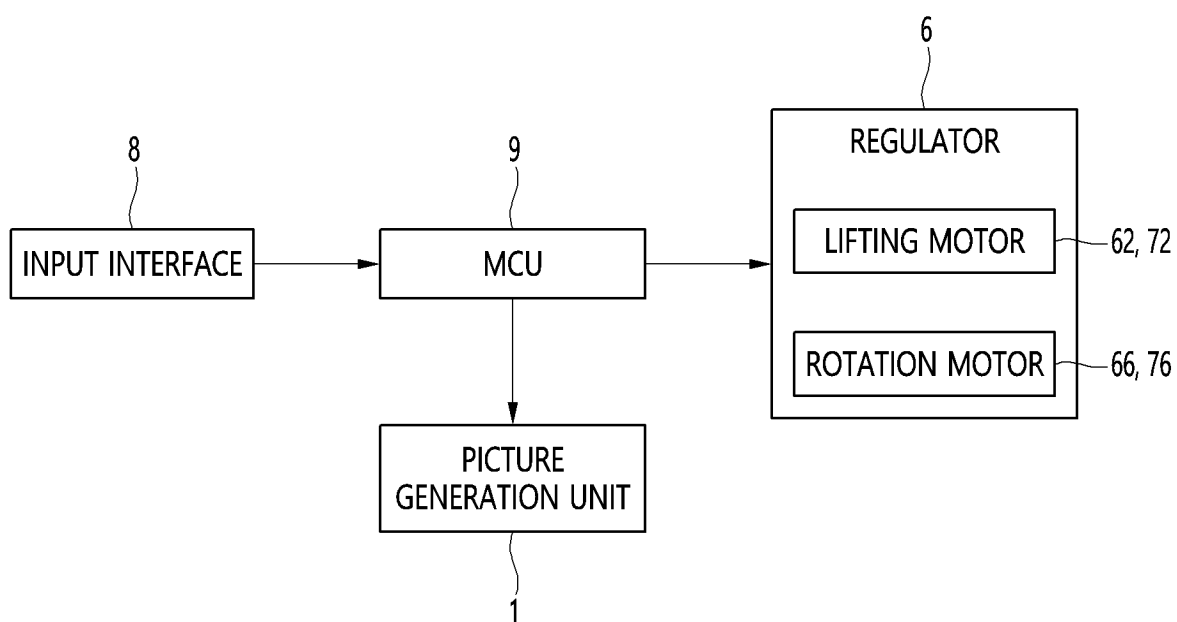 6
REGULATOR
8
9
INPUT INTERFACE
MCU
LIFTING MOTOR
62, 72
ROTATION MOTOR
66, 76
PICTURE
GENERATION UNIT
1